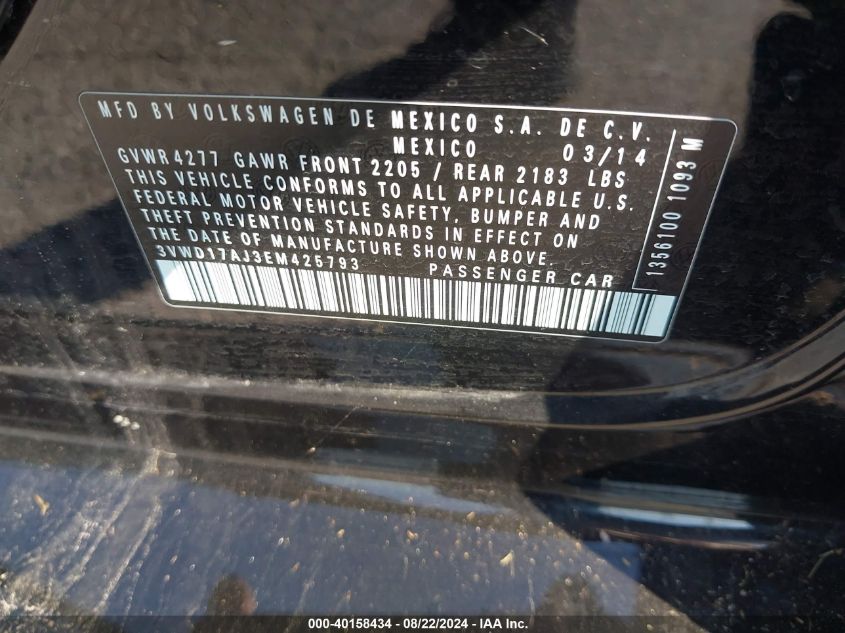 MFD BY VOLKSWAGEN DE MEXICO S.A. DE C.V.
MEXICO 03/14
GVWR 4277 GAWR FRONT 2205 / REAR 2183 LBS
THIS VEHICLE CONFORMS TO ALL APPLICABLE U.S.
FEDERAL MOTOR VEHICLE SAFETY, BUMPER AND
THEFT PREVENTION STANDARDS IN EFFECT ON
THE DATE OF MANUFACTURE SHOWN ABOVE.
3VWD17AJ3EM425793 PASSENGER CAR
1356100 1093 M
000-40158434 - 08/22/2024 - IAA Inc.